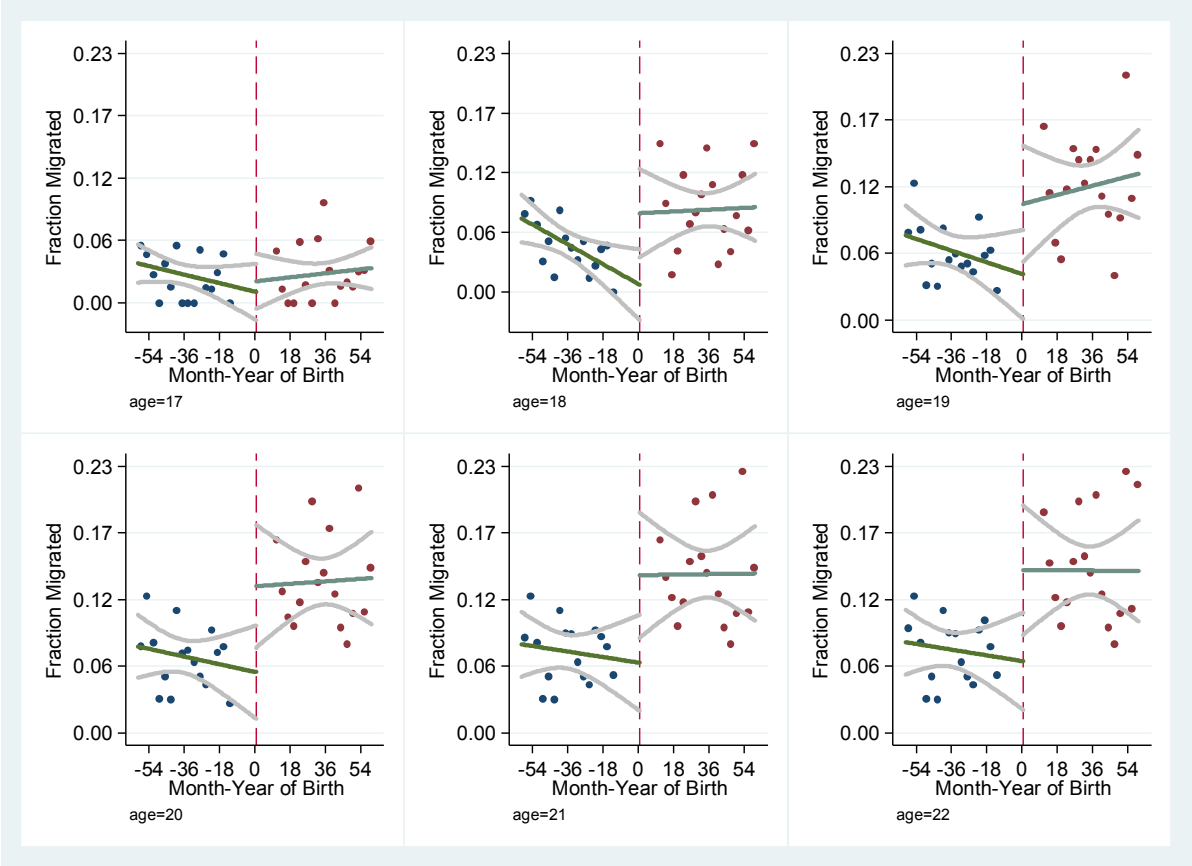 Fraction Migrated
0.23
0.17
0.12
0.06
0.00
-54 -36 -18 0 18 36 54
Month-Year of Birth
age=17
Fraction Migrated
0.23
0.17
0.12
0.06
0.00
-54 -36 -18 0 18 36 54
Month-Year of Birth
age=18
Fraction Migrated
0.23
0.17
0.12
0.06
0.00
-54 -36 -18 0 18 36 54
Month-Year of Birth
age=19
Fraction Migrated
0.23
0.17
0.12
0.06
0.00
-54 -36 -18 0 18 36 54
Month-Year of Birth
age=20
Fraction Migrated
0.23
0.17
0.12
0.06
0.00
-54 -36 -18 0 18 36 54
Month-Year of Birth
age=21
Fraction Migrated
0.23
0.17
0.12
0.06
0.00
-54 -36 -18 0 18 36 54
Month-Year of Birth
age=22